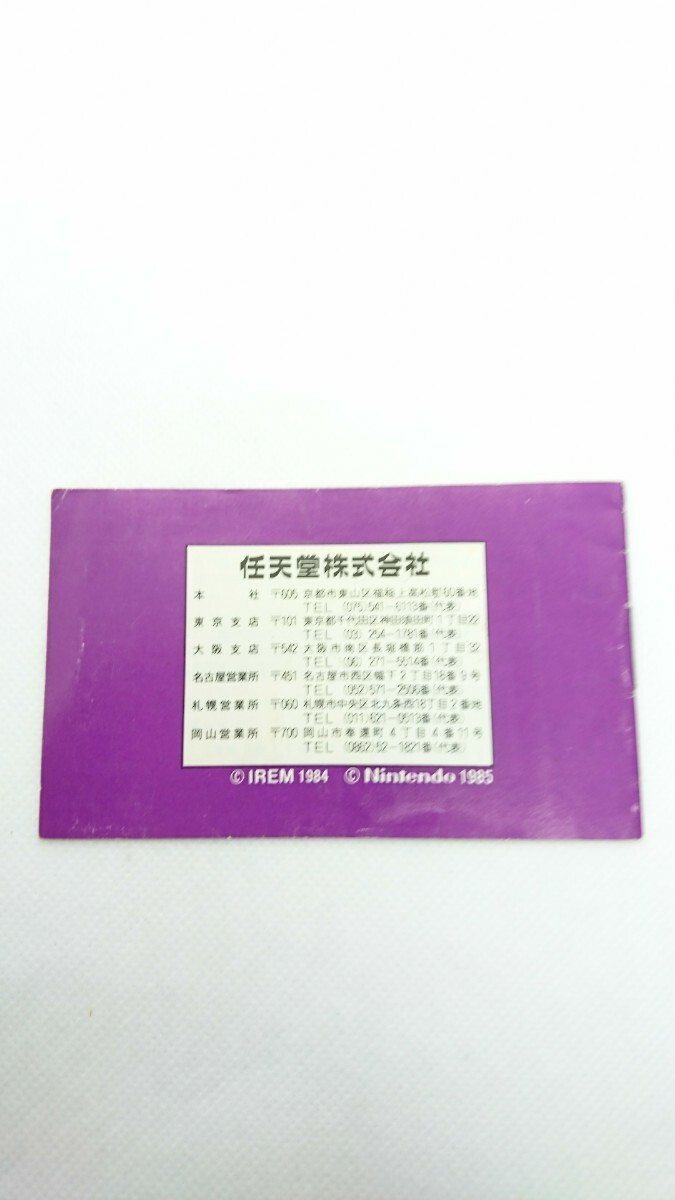 任天堂株式会社
本 社 〒605 京都市東山区福稲上高松町60番地
TEL (075)541-6113番(代表)
東京支店 〒101 東京都千代田区神田須田町1丁目22
TEL (03) 254-1781番(代表)
大阪支店 〒542 大阪市南区長堀橋筋1丁目32
TEL (06) 271-5514番(代表)
名古屋営業所 〒451 名古屋市西区幅下2丁目18番9号
TEL (052)571-2506番(代表)
札幌営業所 〒060 札幌市中央区北九条西18丁目2番地
TEL (011)621-0513番(代表)
岡山営業所 〒700 岡山市奉還町4丁目4番11号
TEL (0862)52-1821番(代表)
© IREM 1984 © Nintendo 1985